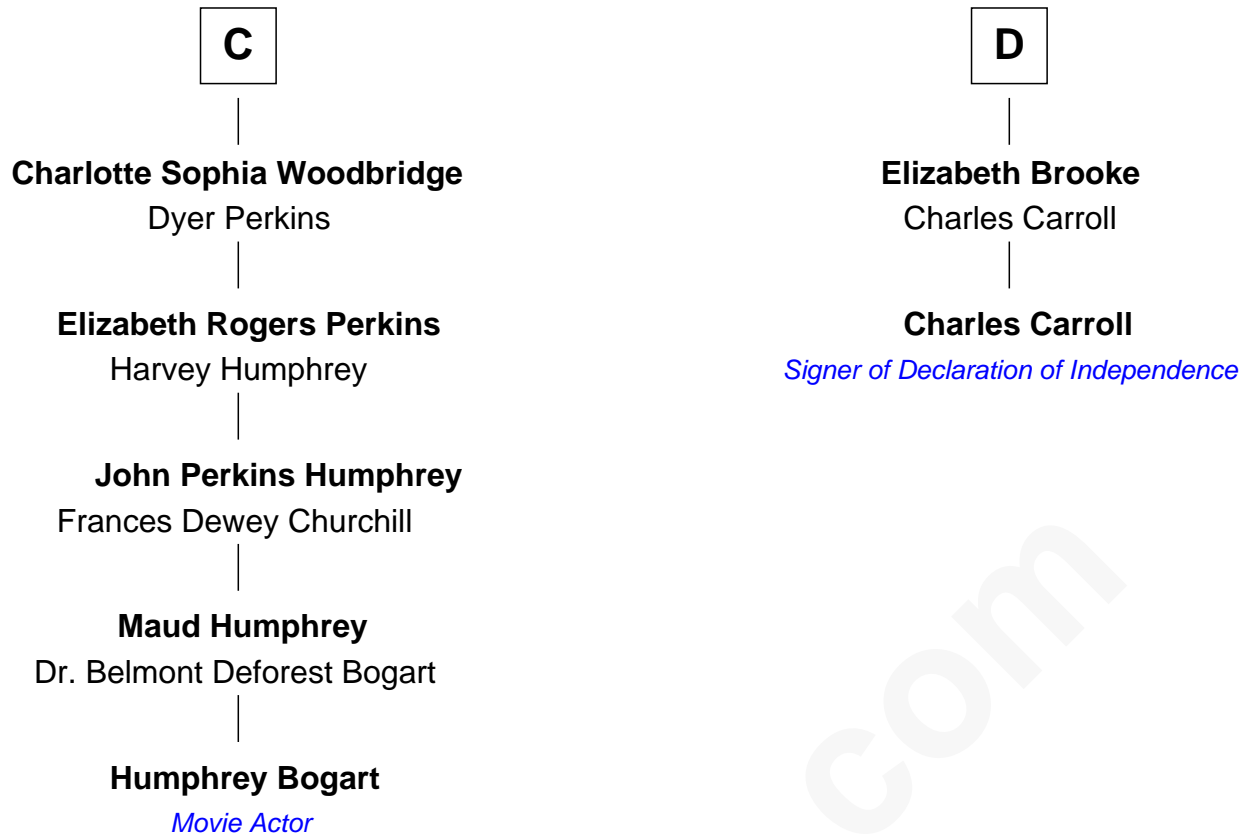 C
Charlotte Sophia Woodbridge
Dyer Perkins
Elizabeth Rogers Perkins
Harvey Humphrey
John Perkins Humphrey
Frances Dewey Churchill
Maud Humphrey
Dr. Belmont Deforest Bogart
Humphrey Bogart
Movie Actor
D
Elizabeth Brooke
Charles Carroll
Charles Carroll
Signer of Declaration of Independence
com